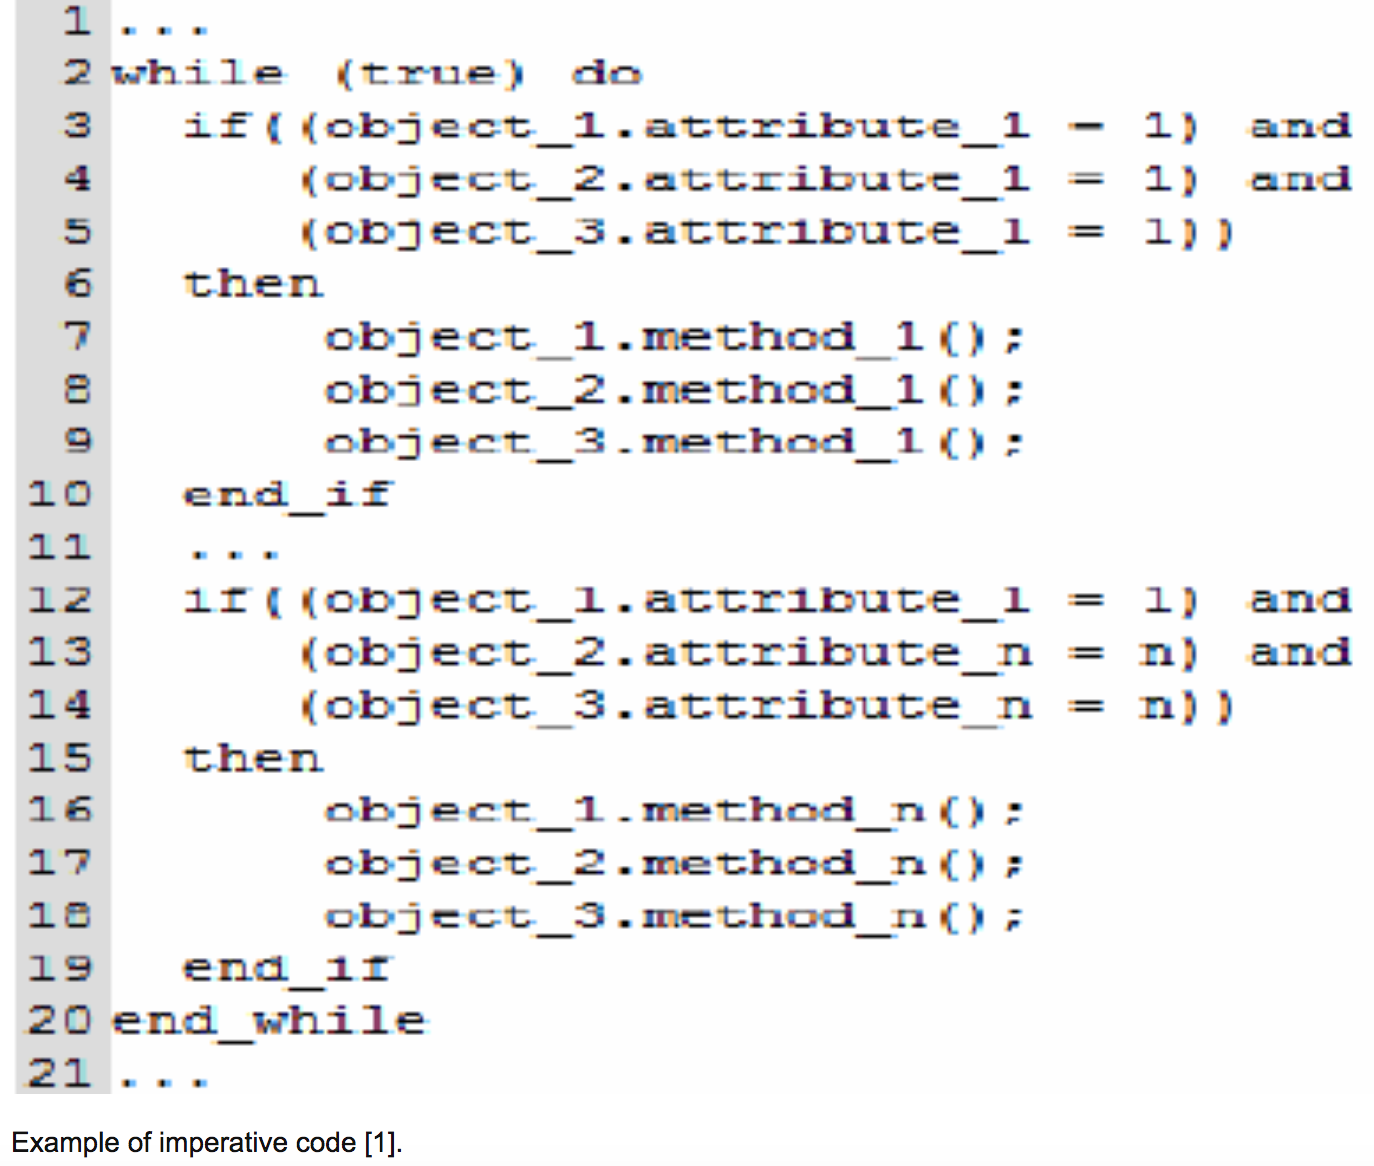 1 ...
2 while (true) do
3 if((object_1.attribute_1 = 1) and
4 (object_2.attribute_1 = 1) and
5 (object_3.attribute_1 = 1))
6 then
7 object_1.method_1();
8 object_2.method_1();
9 object_3.method_1();
10 end_if
11 ...
12 if((object_1.attribute_1 = 1) and
13 (object_2.attribute_n = n) and
14 (object_3.attribute_n = n))
15 then
16 object_1.method_n();
17 object_2.method_n();
18 object_3.method_n();
19 end_if
20 end_while
21 ...
Example of imperative code [1].